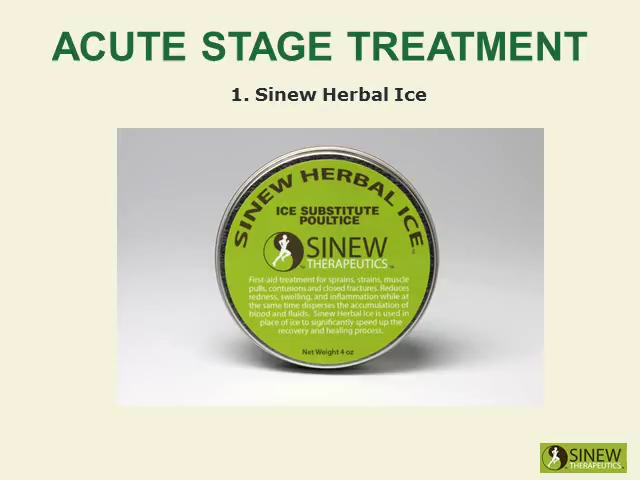 ACUTE STAGE TREATMENT
1. Sinew Herbal Ice
SINEW HERBAL ICE™
ICE SUBSTITUTE
POULTICE
SINEW
THERAPEUTICS™
First-aid treatment for sprains, strains, muscle
pulls, contusions and closed fractures. Reduces
redness, swelling, and inflammation while at
the same time disperses the accumulation of
blood and fluids. Sinew Herbal Ice is used in
place of ice to significantly speed up the
recovery and healing process.
Net Weight 4 oz
SINEW
THERAPEUTICS